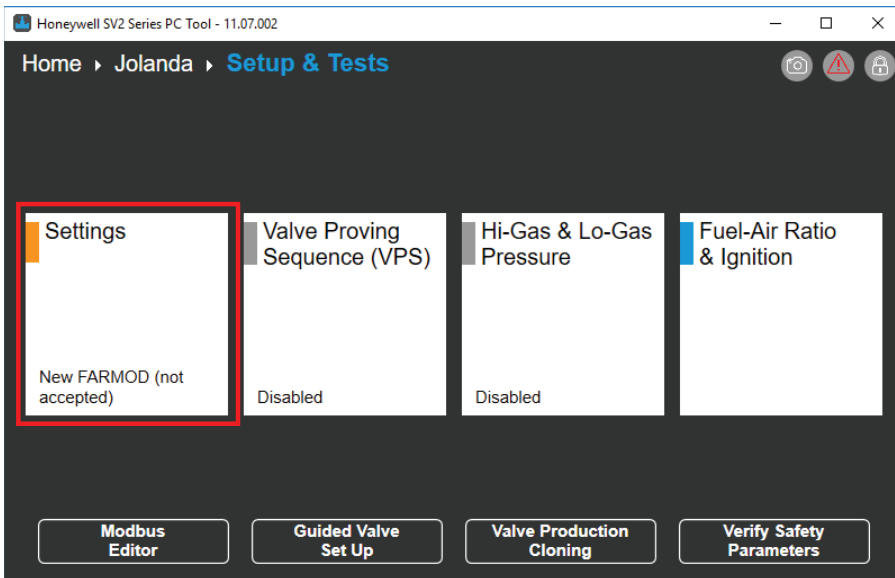 Honeywell SV2 Series PC Tool - 11.07.002
Home ▸ Jolanda ▸ Setup & Tests
Settings
New FARMOD (not
accepted)
Valve Proving
Sequence (VPS)
Disabled
Hi-Gas & Lo-Gas
Pressure
Disabled
Fuel-Air Ratio
& Ignition
Modbus
Editor
Guided Valve
Set Up
Valve Production
Cloning
Verify Safety
Parameters